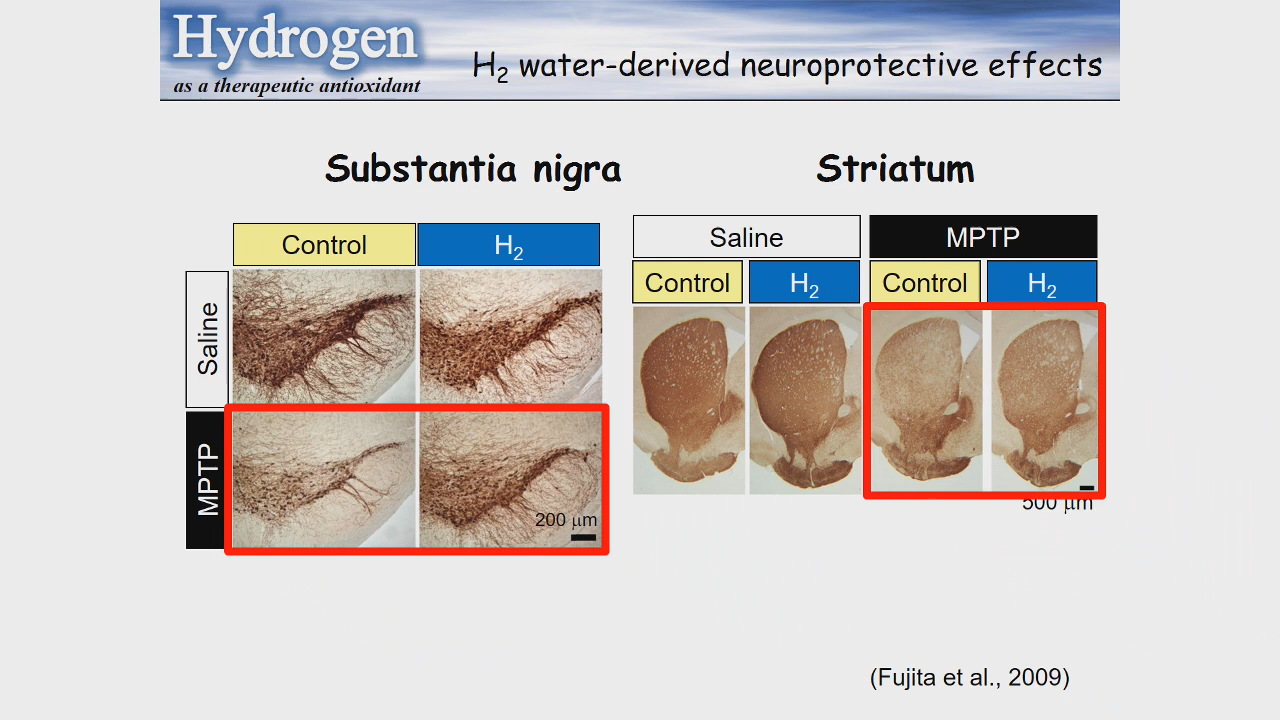 Hydrogen
as a therapeutic antioxidant
H₂ water-derived neuroprotective effects
Substantia nigra
Striatum
Control
H₂
Saline
MPTP
200 μm
Saline
MPTP
Control
H₂
Control
H₂
500 μm
(Fujita et al., 2009)